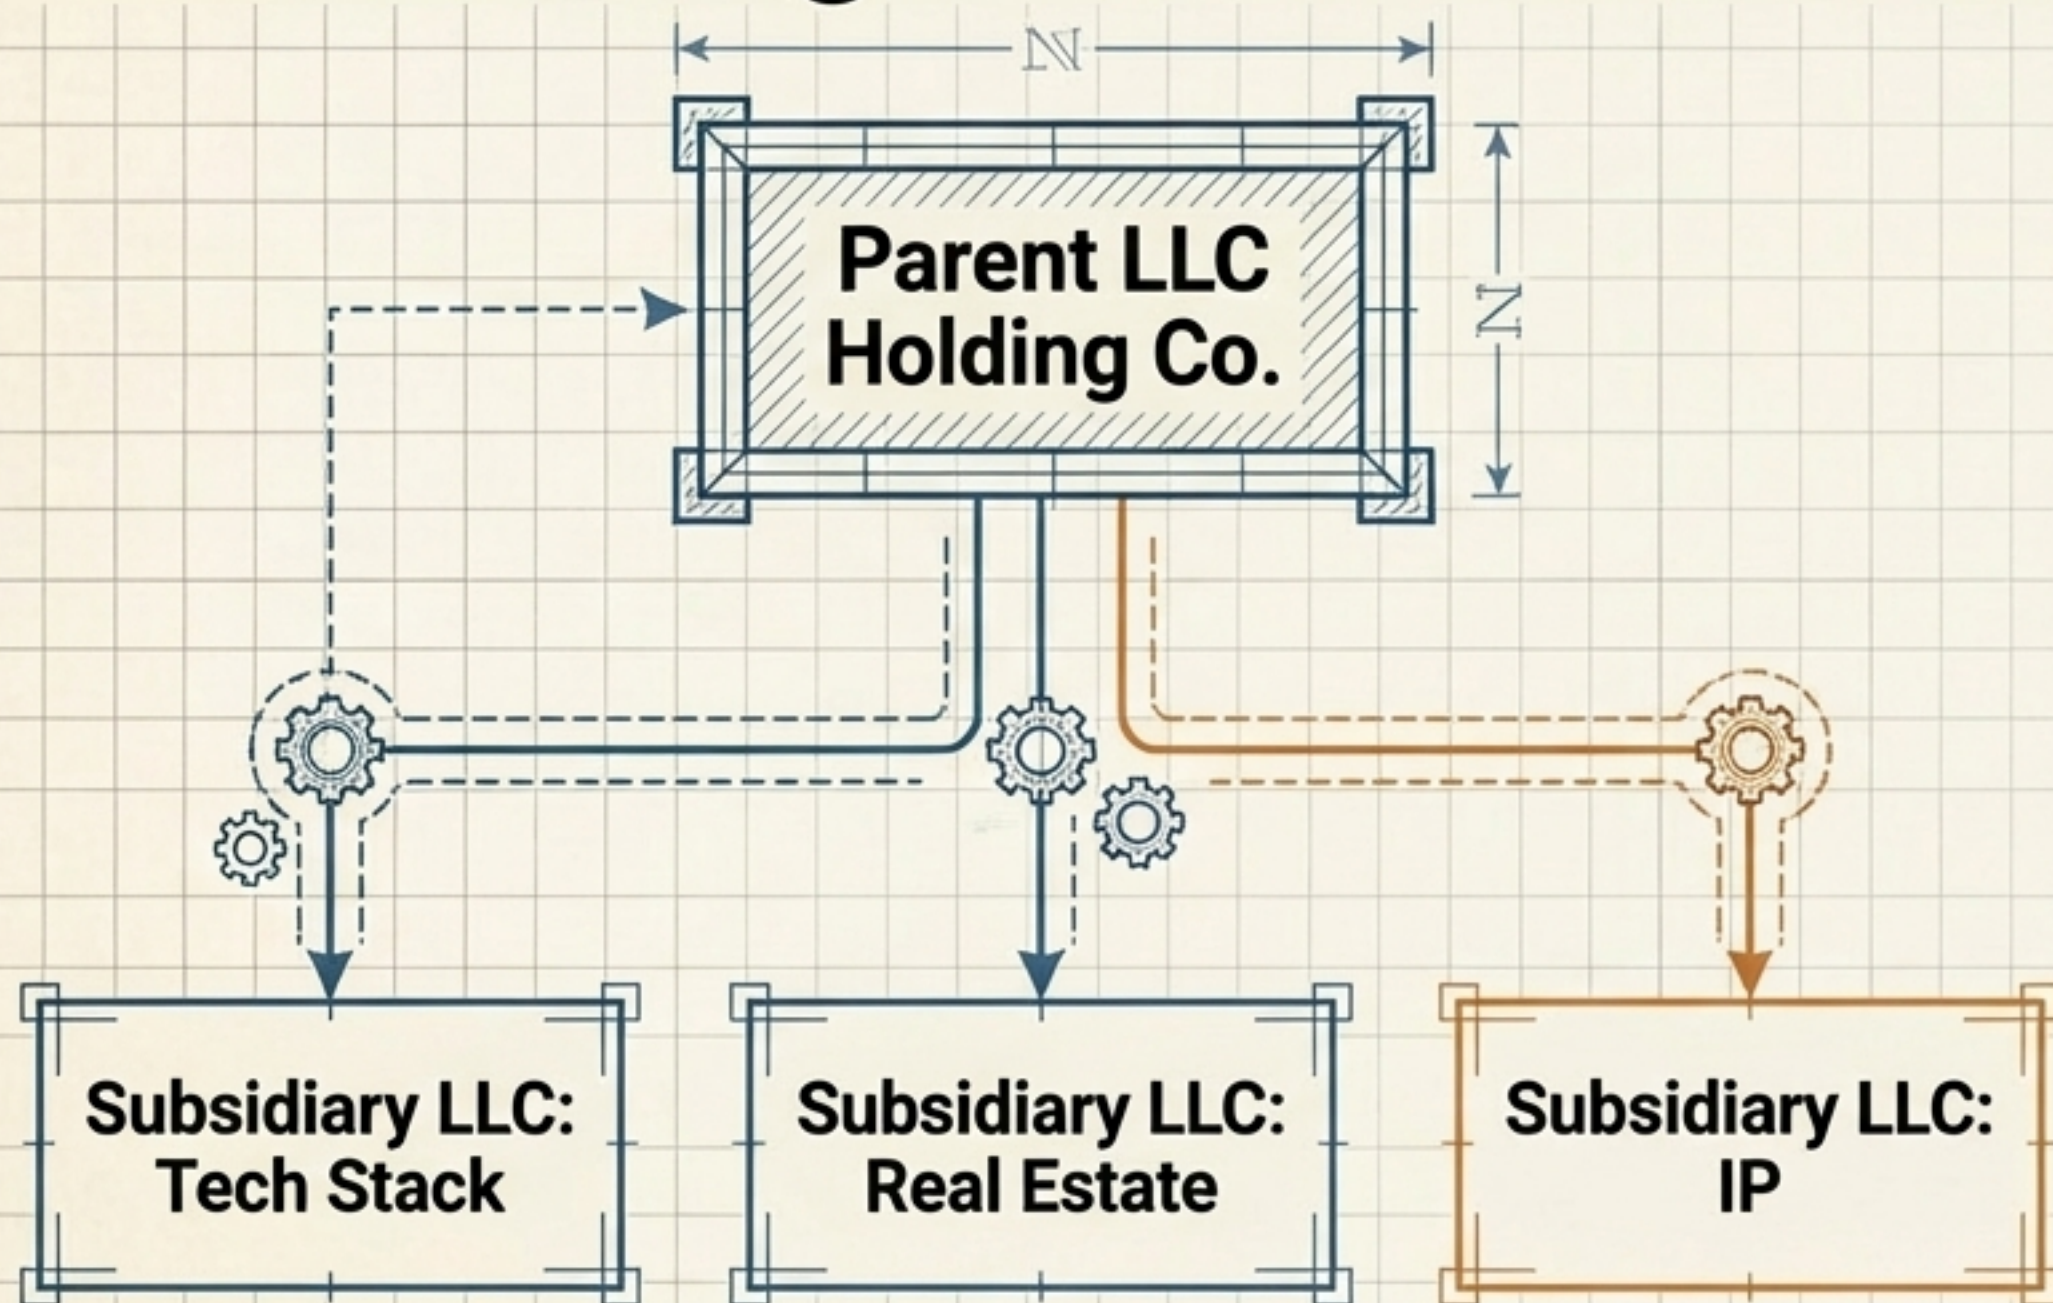 N
Parent LLC
Holding Co.
N
Subsidiary LLC:
Tech Stack
Subsidiary LLC:
Real Estate
Subsidiary LLC:
IP